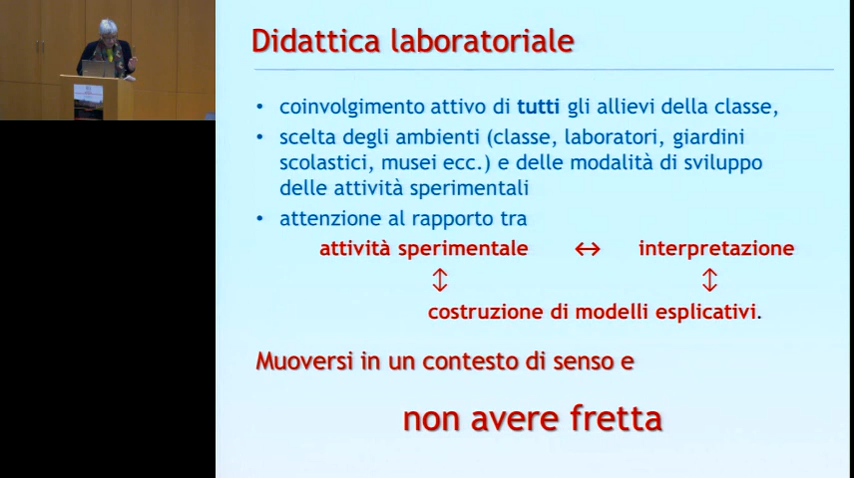 Didattica laboratoriale
• coinvolgimento attivo di tutti gli allievi della classe,
• scelta degli ambienti (classe, laboratori, giardini
scolastici, musei ecc.) e delle modalità di sviluppo
delle attività sperimentali
• attenzione al rapporto tra
attività sperimentale ↔ interpretazione
↕ ↕
costruzione di modelli esplicativi.
Muoversi in un contesto di senso e
non avere fretta